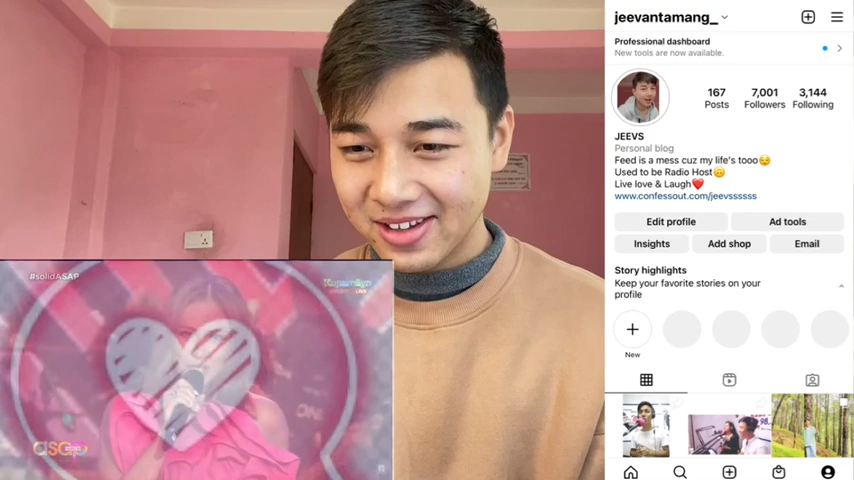 #solidASAP
Kapamilya
LIVE
asap
jeevantamang_
Professional dashboard
New tools are now available.
167
Posts
7,001
Followers
3,144
Following
JEEVS
Personal blog
Feed is a mess cuz my life's tooo😌
Used to be Radio Host🙃
Live love & Laugh❤️
www.confessout.com/jeevssssss
Edit profile
Ad tools
Insights
Add shop
Email
Story highlights
Keep your favorite stories on your
profile
New